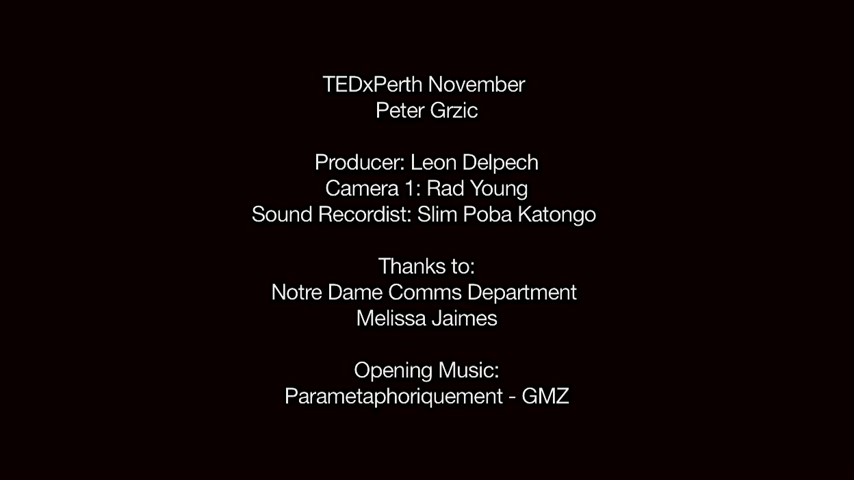 TEDxPerth November
Peter Grzic
Producer: Leon Delpech
Camera 1: Rad Young
Sound Recordist: Slim Poba Katongo
Thanks to:
Notre Dame Comms Department
Melissa Jaimes
Opening Music:
Parametaphoriquement - GMZ